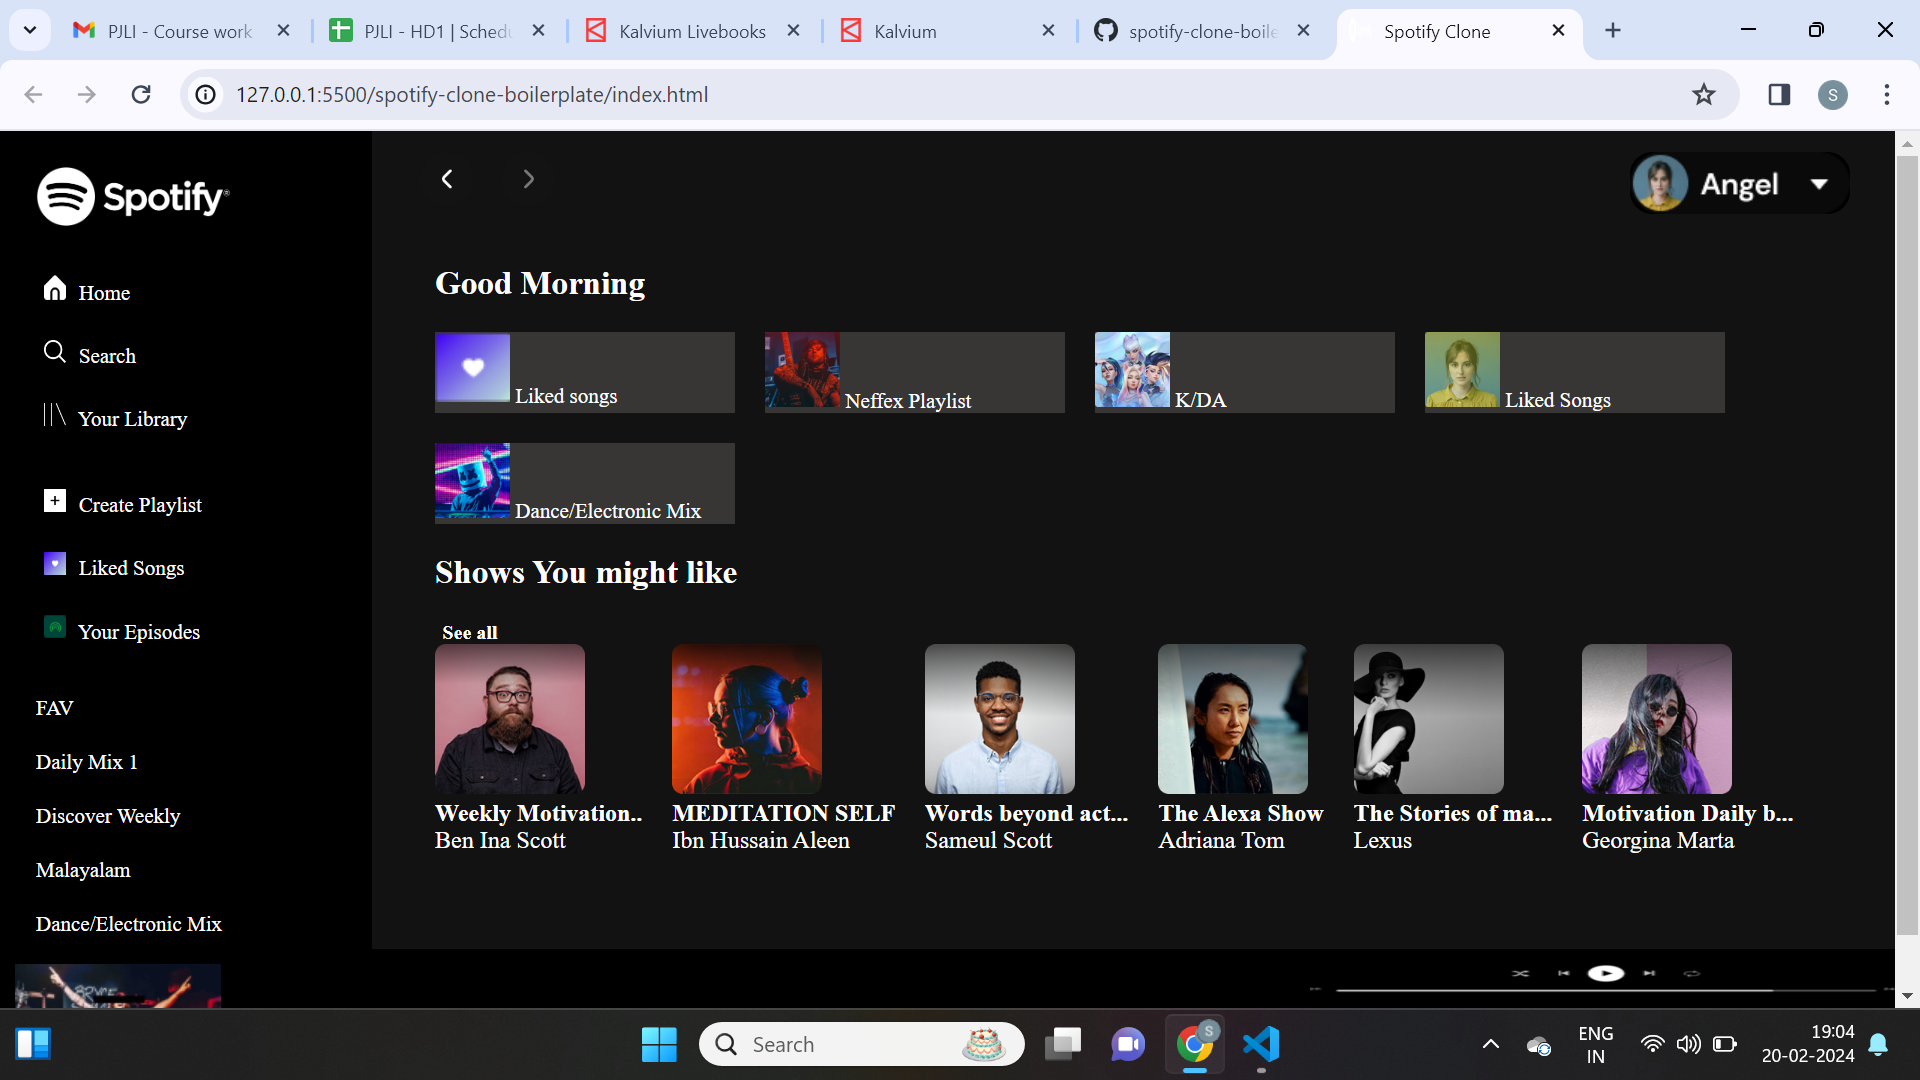 PJLI - Course work
PJLI - HD1 | Schedu
Kalvium Livebooks
Kalvium
spotify-clone-boile
Spotify Clone
127.0.0.1:5500/spotify-clone-boilerplate/index.html
S
Spotify®
Angel
Home
Search
Your Library
Create Playlist
Liked Songs
Your Episodes
FAV
Daily Mix 1
Discover Weekly
Malayalam
Dance/Electronic Mix
Good Morning
Liked songs
Neffex Playlist
K/DA
Liked Songs
Dance/Electronic Mix
Shows You might like
See all
Weekly Motivation..
Ben Ina Scott
MEDITATION SELF
Ibn Hussain Aleen
Words beyond act...
Sameul Scott
The Alexa Show
Adriana Tom
The Stories of ma...
Lexus
Motivation Daily b...
Georgina Marta
Search
S
ENG
IN
19:04
20-02-2024